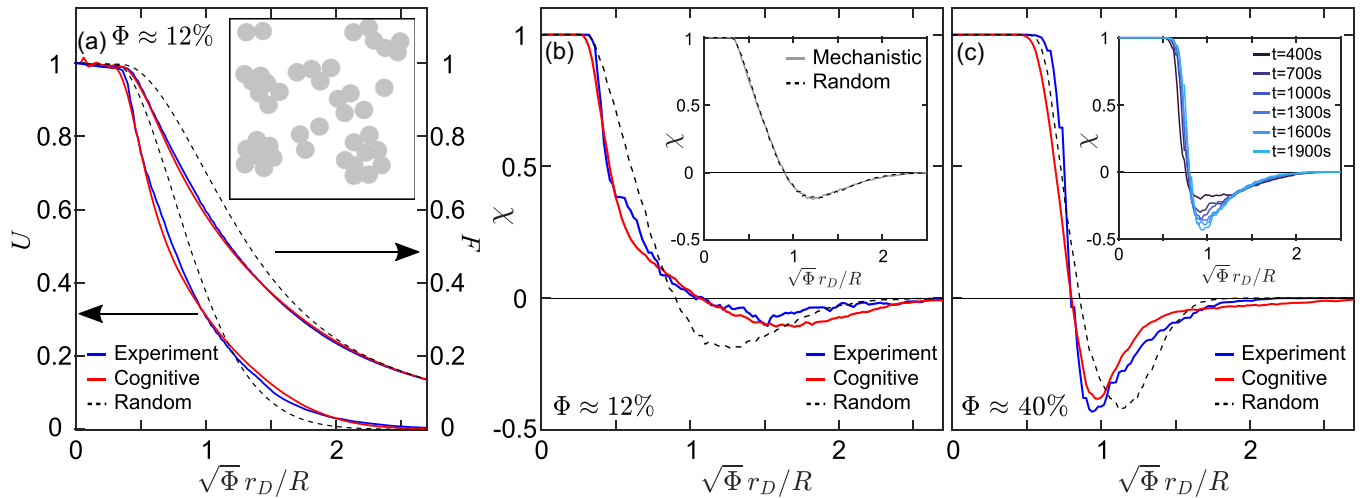 (a) Φ ≈ 12%
1
0.8
0.6
0.4
0.2
0
U
1
0.8
0.6
0.4
0.2
0
F
Experiment
Cognitive
Random
0 1 2
√Φ r_D/R
(b)
1
0.5
0
-0.5
χ
Experiment
Cognitive
Random
Φ ≈ 12%
0 1 2
√Φ r_D/R
1
0.5
0
-0.5
χ
Mechanistic
Random
0 1 2
√Φ r_D/R
(c)
Experiment
Cognitive
Random
Φ ≈ 40%
0 1 2
√Φ r_D/R
1
0.5
0
-0.5
χ
t=400s
t=700s
t=1000s
t=1300s
t=1600s
t=1900s
0 1 2
√Φ r_D/R